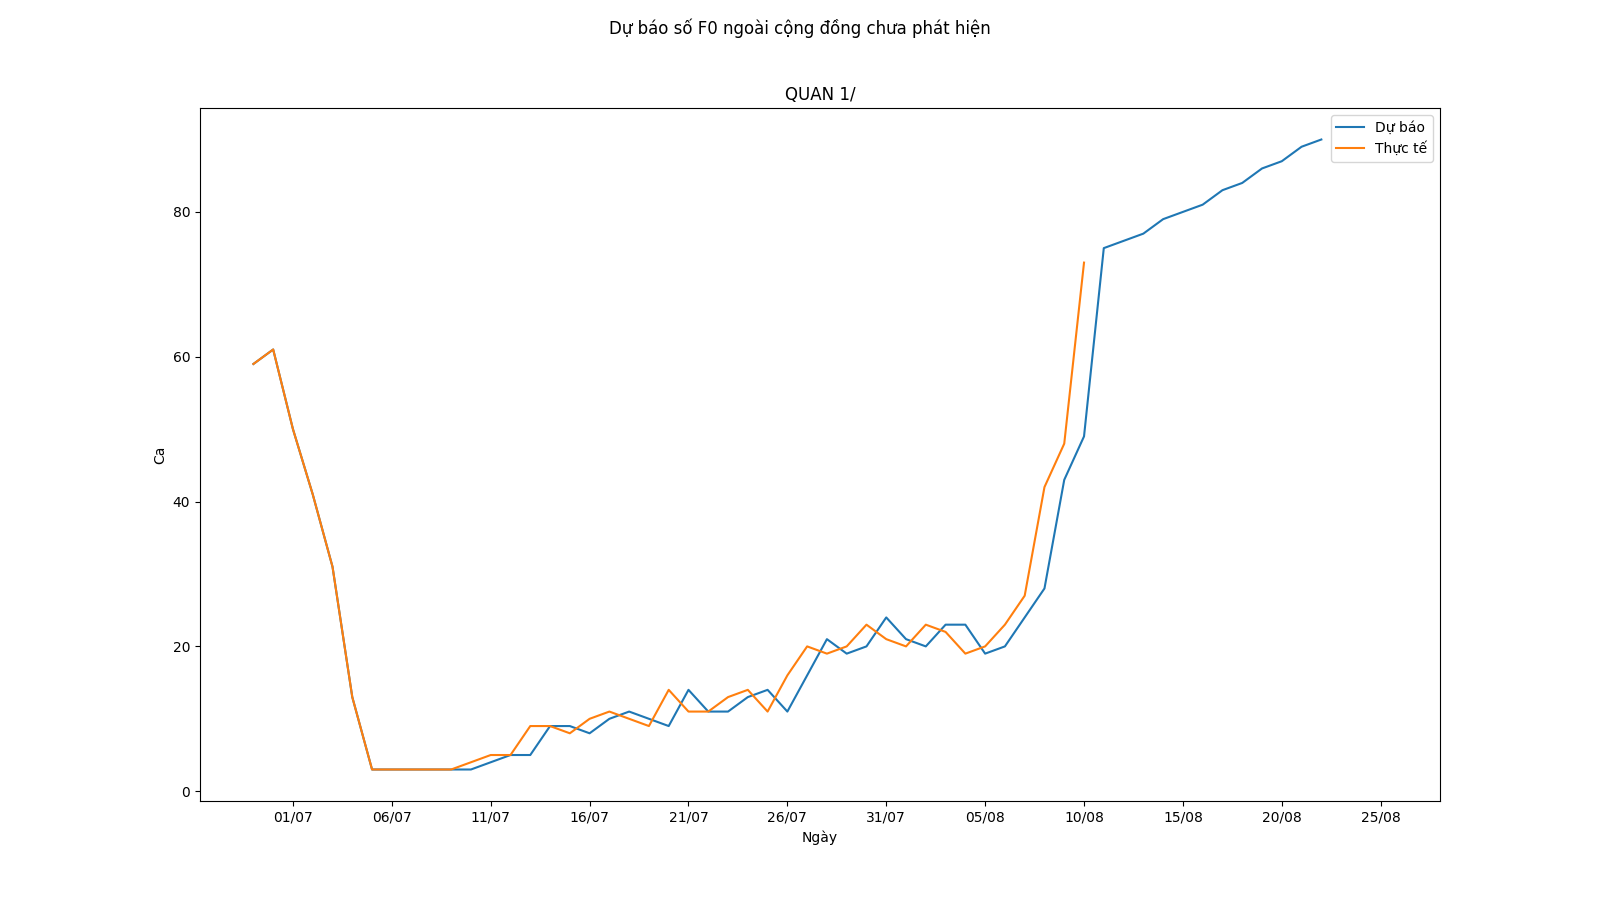 Dự báo số F0 ngoài cộng đồng chưa phát hiện
QUAN 1/
Dự báo
Thực tế
80
60
40
20
0
Ca
01/07 06/07 11/07 16/07 21/07 26/07 31/07 05/08 10/08 15/08 20/08 25/08
Ngày